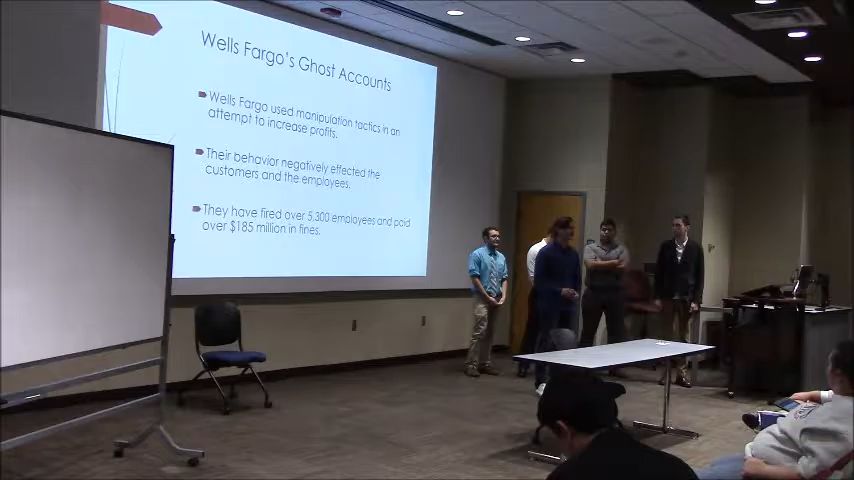 Wells Fargo's Ghost Accounts
Wells Fargo used manipulation tactics in an
attempt to increase profits.
Their behavior negatively effected the
customers and the employees.
They have fired over 5,300 employees and paid
over $185 million in fines.